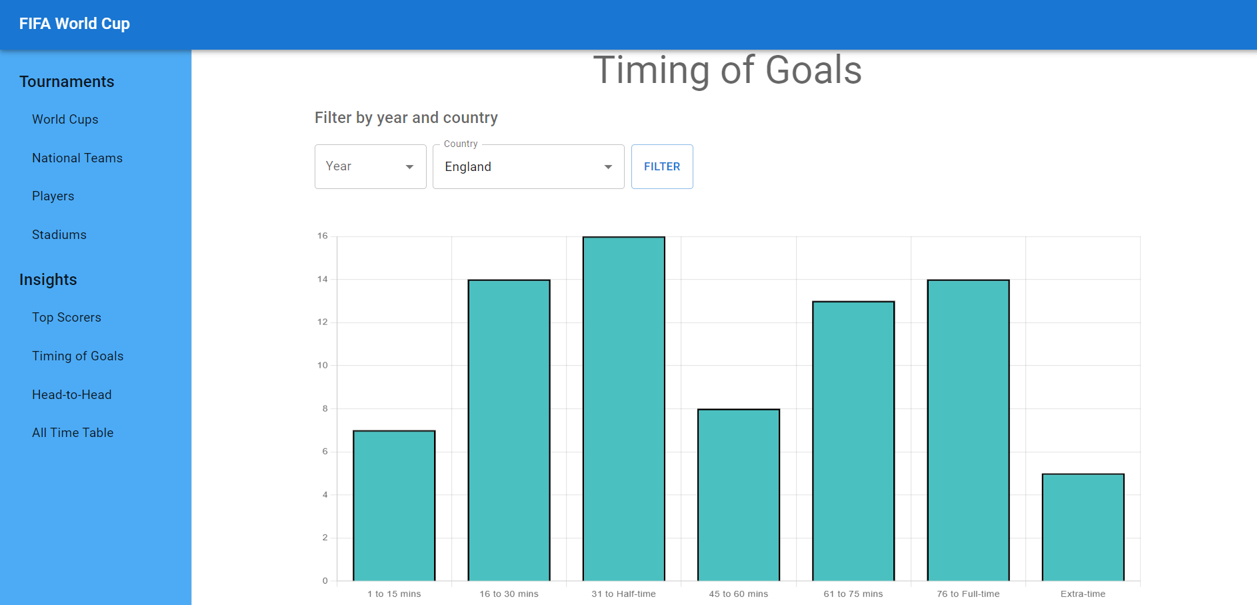 FIFA World Cup
Tournaments
World Cups
National Teams
Players
Stadiums
Insights
Top Scorers
Timing of Goals
Head-to-Head
All Time Table
Timing of Goals
Filter by year and country
Year
Country
England
FILTER
16
14
12
10
8
6
4
2
0
1 to 15 mins 16 to 30 mins 31 to Half-time 45 to 60 mins 61 to 75 mins 76 to Full-time Extra-time